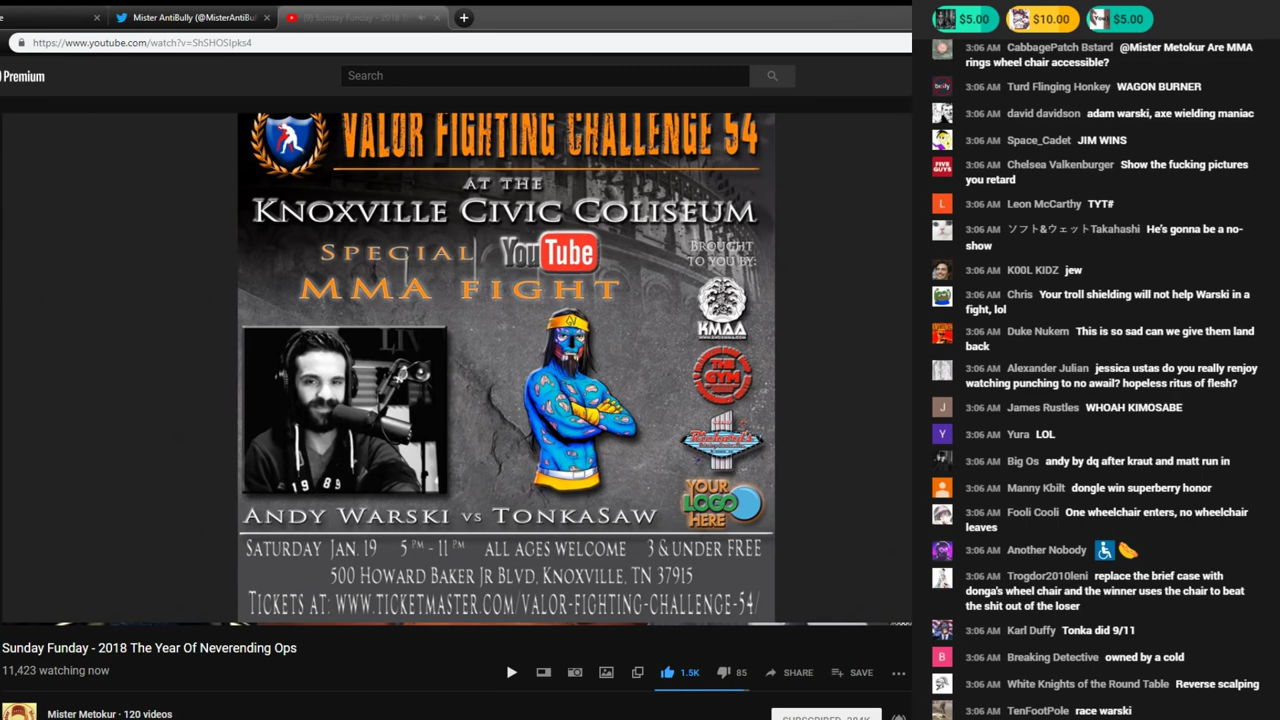 Mister AntiBully (@MisterAntiBul
(9) Sunday Funday - 2018 T
https://www.youtube.com/watch?v=ShSHOSIpks4
Premium
Search
VALOR FIGHTING CHALLENGE 54
AT THE
KNOXVILLE CIVIC COLISEUM
SPECIAL YouTube
MMA FIGHT
BROUGHT
TO YOU BY:
KMAA
THE
GYM
YOUR
LOGO
HERE
1 9 8 9
ANDY WARSKI VS TONKASAW
SATURDAY JAN. 19 5 PM - 11 PM ALL AGES WELCOME 3 & UNDER FREE
500 HOWARD BAKER JR BLVD, KNOXVILLE, TN 37915
TICKETS AT: WWW.TICKETMASTER.COM/VALOR-FIGHTING-CHALLENGE-54/
Sunday Funday - 2018 The Year Of Neverending Ops
11,423 watching now
1.5K 85 SHARE SAVE
Mister Metokur · 120 videos
$5.00 $10.00 $5.00
3:06 AM CabbagePatch Bstard @Mister Metokur Are MMA
rings wheel chair accessible?
3:06 AM Turd Flinging Honkey WAGON BURNER
3:06 AM david davidson adam warski, axe wielding maniac
3:06 AM Space_Cadet JIM WINS
FIVE
GUYS
3:06 AM Chelsea Valkenburger Show the fucking pictures
you retard
L
3:06 AM Leon McCarthy TYT#
3:06 AM ソフト&ウェットTakahashi He's gonna be a no-
show
3:06 AM K00L KIDZ jew
3:06 AM Chris Your troll shielding will not help Warski in a
fight, lol
3:06 AM Duke Nukem This is so sad can we give them land
back
3:06 AM Alexander Julian jessica ustas do you really renjoy
watching punching to no awail? hopeless ritus of flesh?
J
3:06 AM James Rustles WHOAH KIMOSABE
Y
3:06 AM Yura LOL
3:06 AM Big Os andy by dq after kraut and matt run in
3:06 AM Manny Kbilt dongle win superberry honor
3:06 AM Fooli Cooli One wheelchair enters, no wheelchair
leaves
3:06 AM Another Nobody
3:06 AM Trogdor2010leni replace the brief case with
donga's wheel chair and the winner uses the chair to beat
the shit out of the loser
3:06 AM Karl Duffy Tonka did 9/11
B
3:06 AM Breaking Detective owned by a cold
3:06 AM White Knights of the Round Table Reverse scalping
3:06 AM TenFootPole race warski